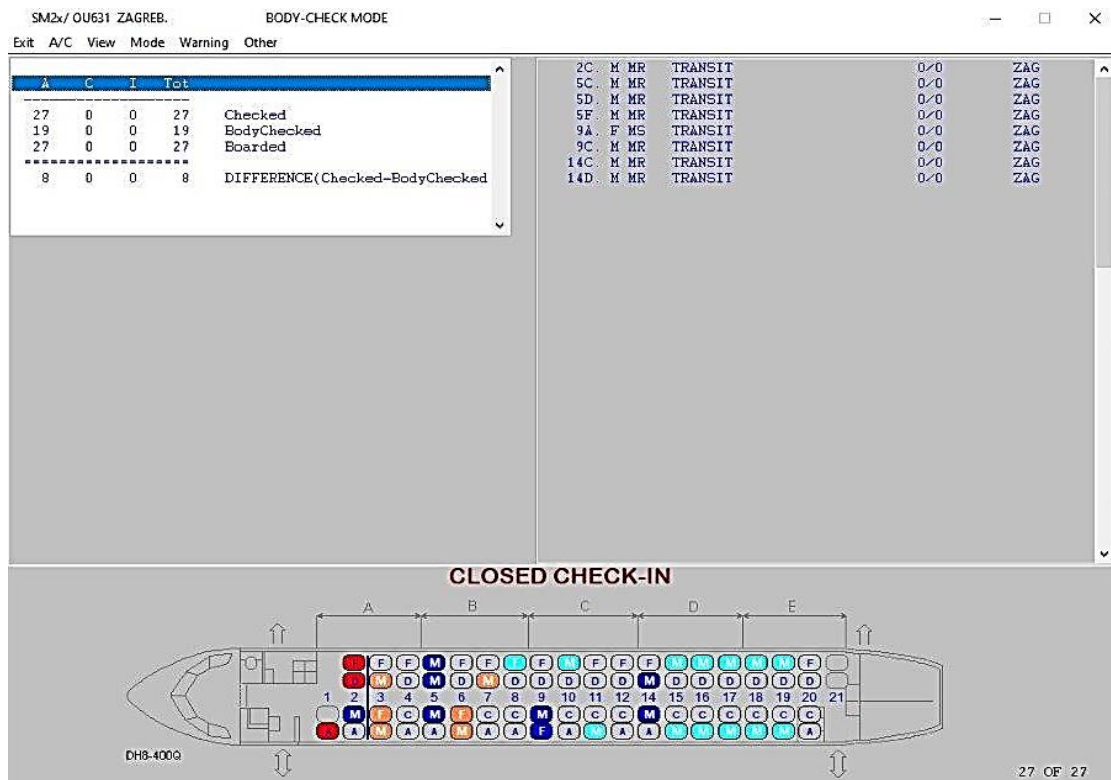 SM2x/ OU631 ZAGREB. BODY-CHECK MODE
Exit A/C View Mode Warning Other
A C I Tot
27 0 0 27 Checked
19 0 0 19 BodyChecked
27 0 0 27 Boarded
8 0 0 8 DIFFERENCE(Checked-BodyChecked
2C. M MR TRANSIT 0/0 ZAG
5C. M MR TRANSIT 0/0 ZAG
5D. M MR TRANSIT 0/0 ZAG
5F. M MR TRANSIT 0/0 ZAG
9A. F MS TRANSIT 0/0 ZAG
9C. M MR TRANSIT 0/0 ZAG
14C. M MR TRANSIT 0/0 ZAG
14D. M MR TRANSIT 0/0 ZAG
CLOSED CHECK-IN
A B C D E
F F M F F F M F F F M M M M M F
D M D M D M D D D D D M D D D D D D
1 2 3 4 5 6 7 8 9 10 11 12 14 15 16 17 18 19 20 21
M F C M F C C M C C C M C C C C C C
A A M A A M A A F A M A A M M M M M A
DH8-400Q
27 OF 27